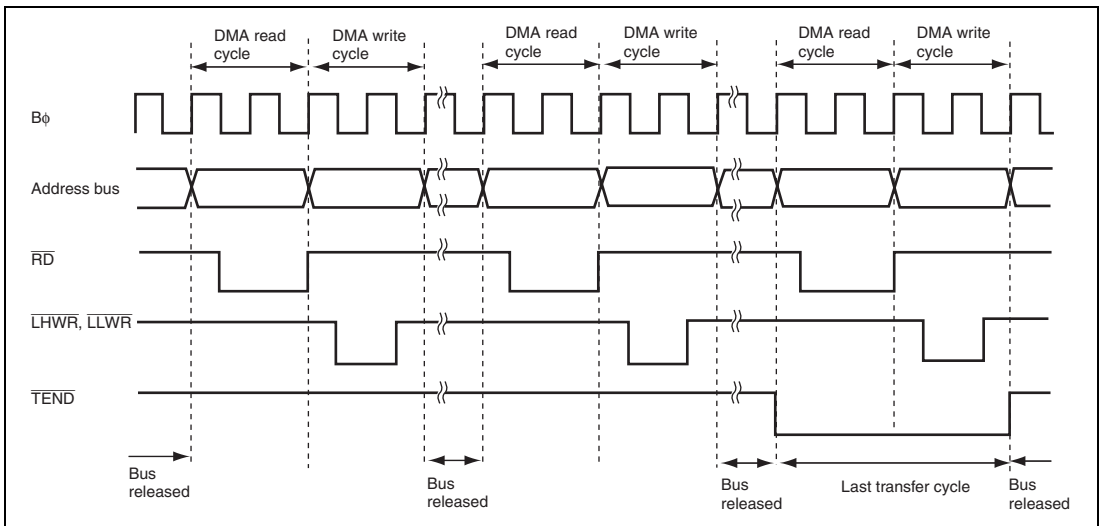 DMA read
cycle
DMA write
cycle
DMA read
cycle
DMA write
cycle
DMA read
cycle
DMA write
cycle
Bφ
Address bus
RD
LHWR, LLWR
TEND
Bus
released
Bus
released
Bus
released
Last transfer cycle
Bus
released